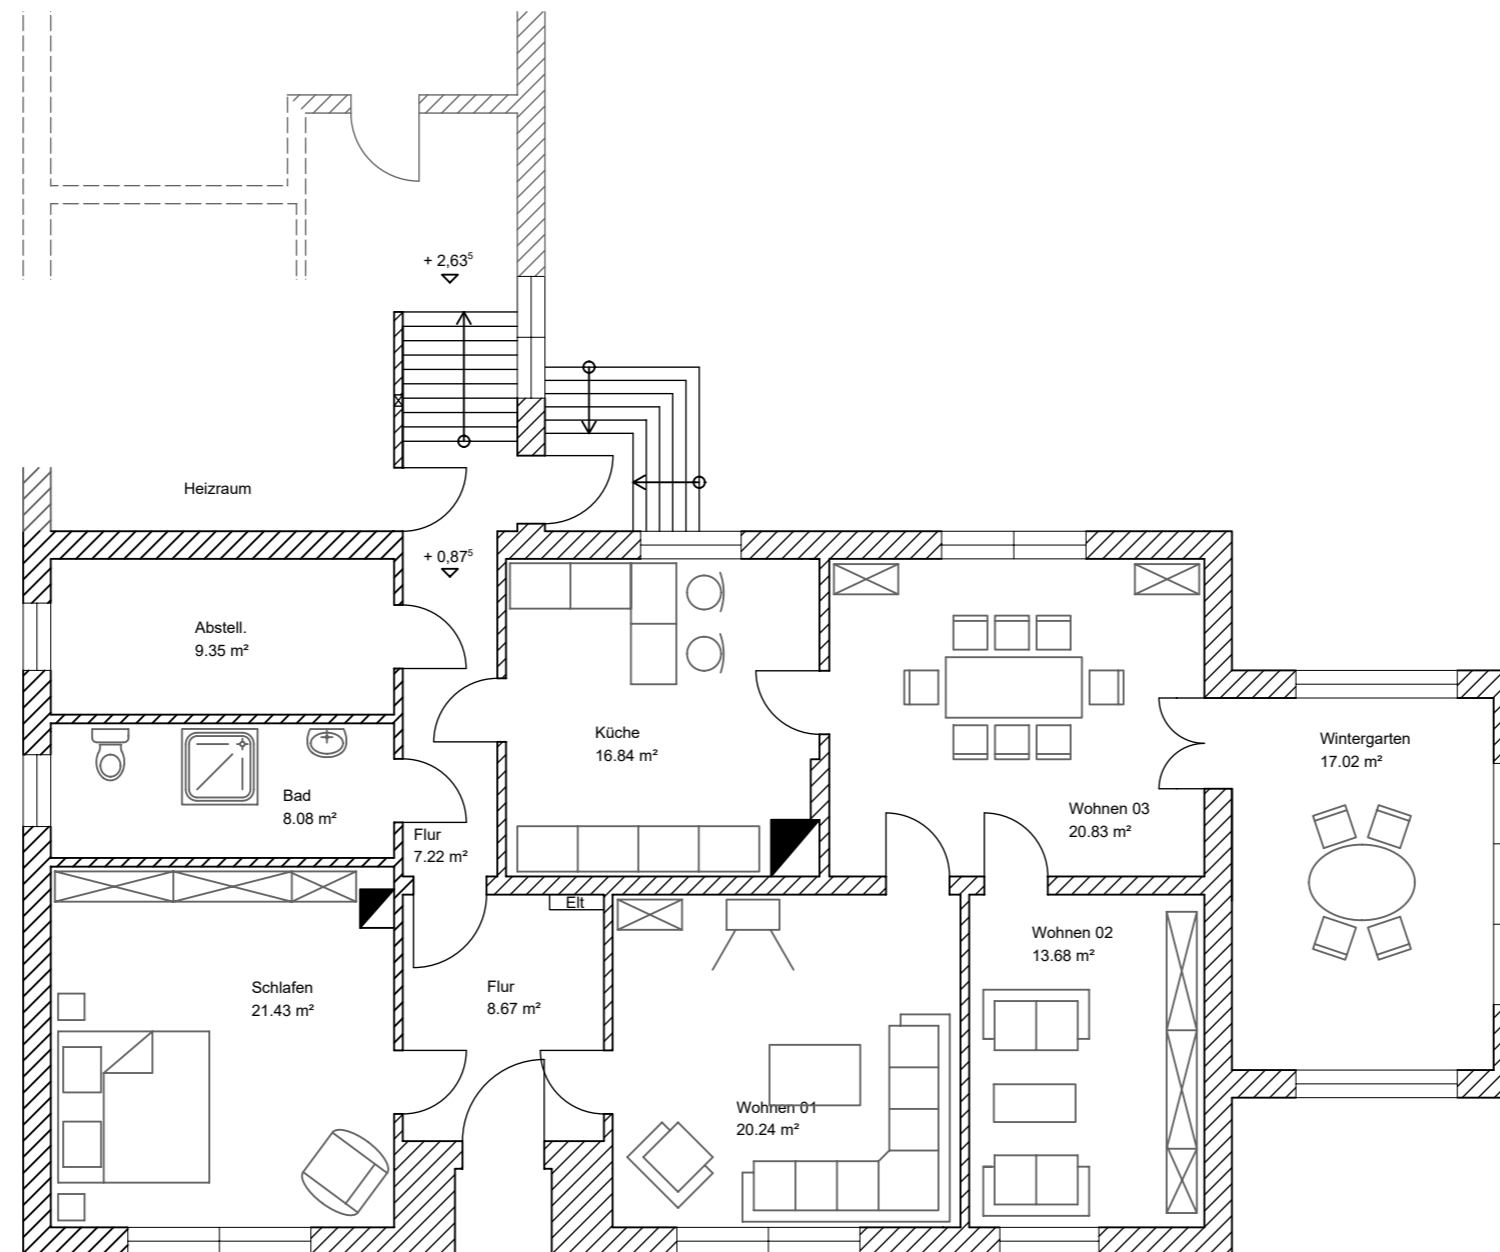 + 2,63⁵
Heizraum
+ 0,87⁵
Abstell.
9.35 m²
Küche
16.84 m²
Wintergarten
17.02 m²
Bad
8.08 m²
Wohnen 03
20.83 m²
Flur
7.22 m²
Elt
Wohnen 02
13.68 m²
Schlafen
21.43 m²
Flur
8.67 m²
Wohnen 01
20.24 m²